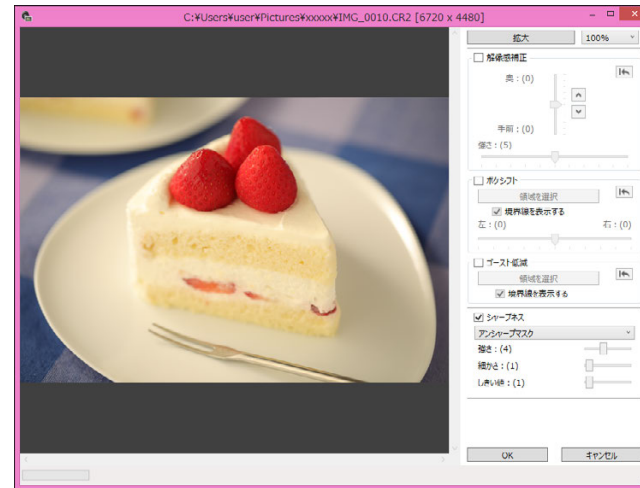 C:¥Users¥user¥Pictures¥xxxxx¥IMG_0010.CR2 [6720 x 4480]
拡大 100%
解像感補正
奥：(0)
手前：(0)
強さ：(5)
ボケシフト
領域を選択
境界線を表示する
左：(0) 右：(0)
ゴースト低減
領域を選択
境界線を表示する
シャープネス
アンシャープマスク
強さ：(4)
細かさ：(1)
しきい値：(1)
OK キャンセル